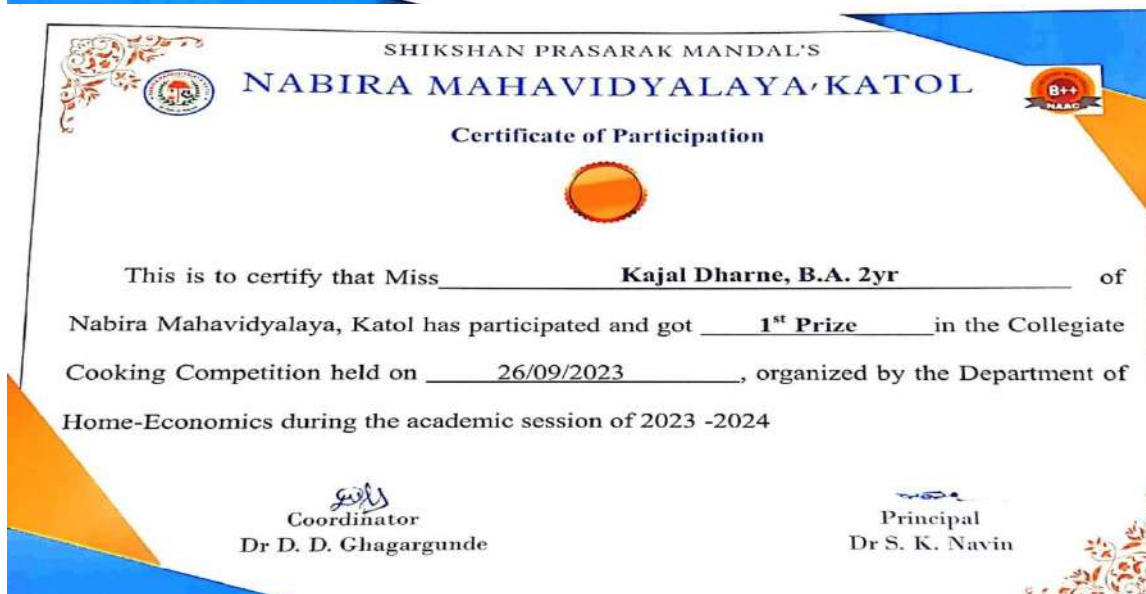 SHIKSHAN PRASARAK MANDAL'S
NABIRA MAHAVIDYALAYA, KATOL
B++
NAAC
Certificate of Participation
This is to certify that Miss Kajal Dharne, B.A. 2yr of
Nabira Mahavidyalaya, Katol has participated and got 1st Prize in the Collegiate
Cooking Competition held on 26/09/2023, organized by the Department of
Home-Economics during the academic session of 2023 -2024
Coordinator
Dr D. D. Ghagargunde
Principal
Dr S. K. Navin